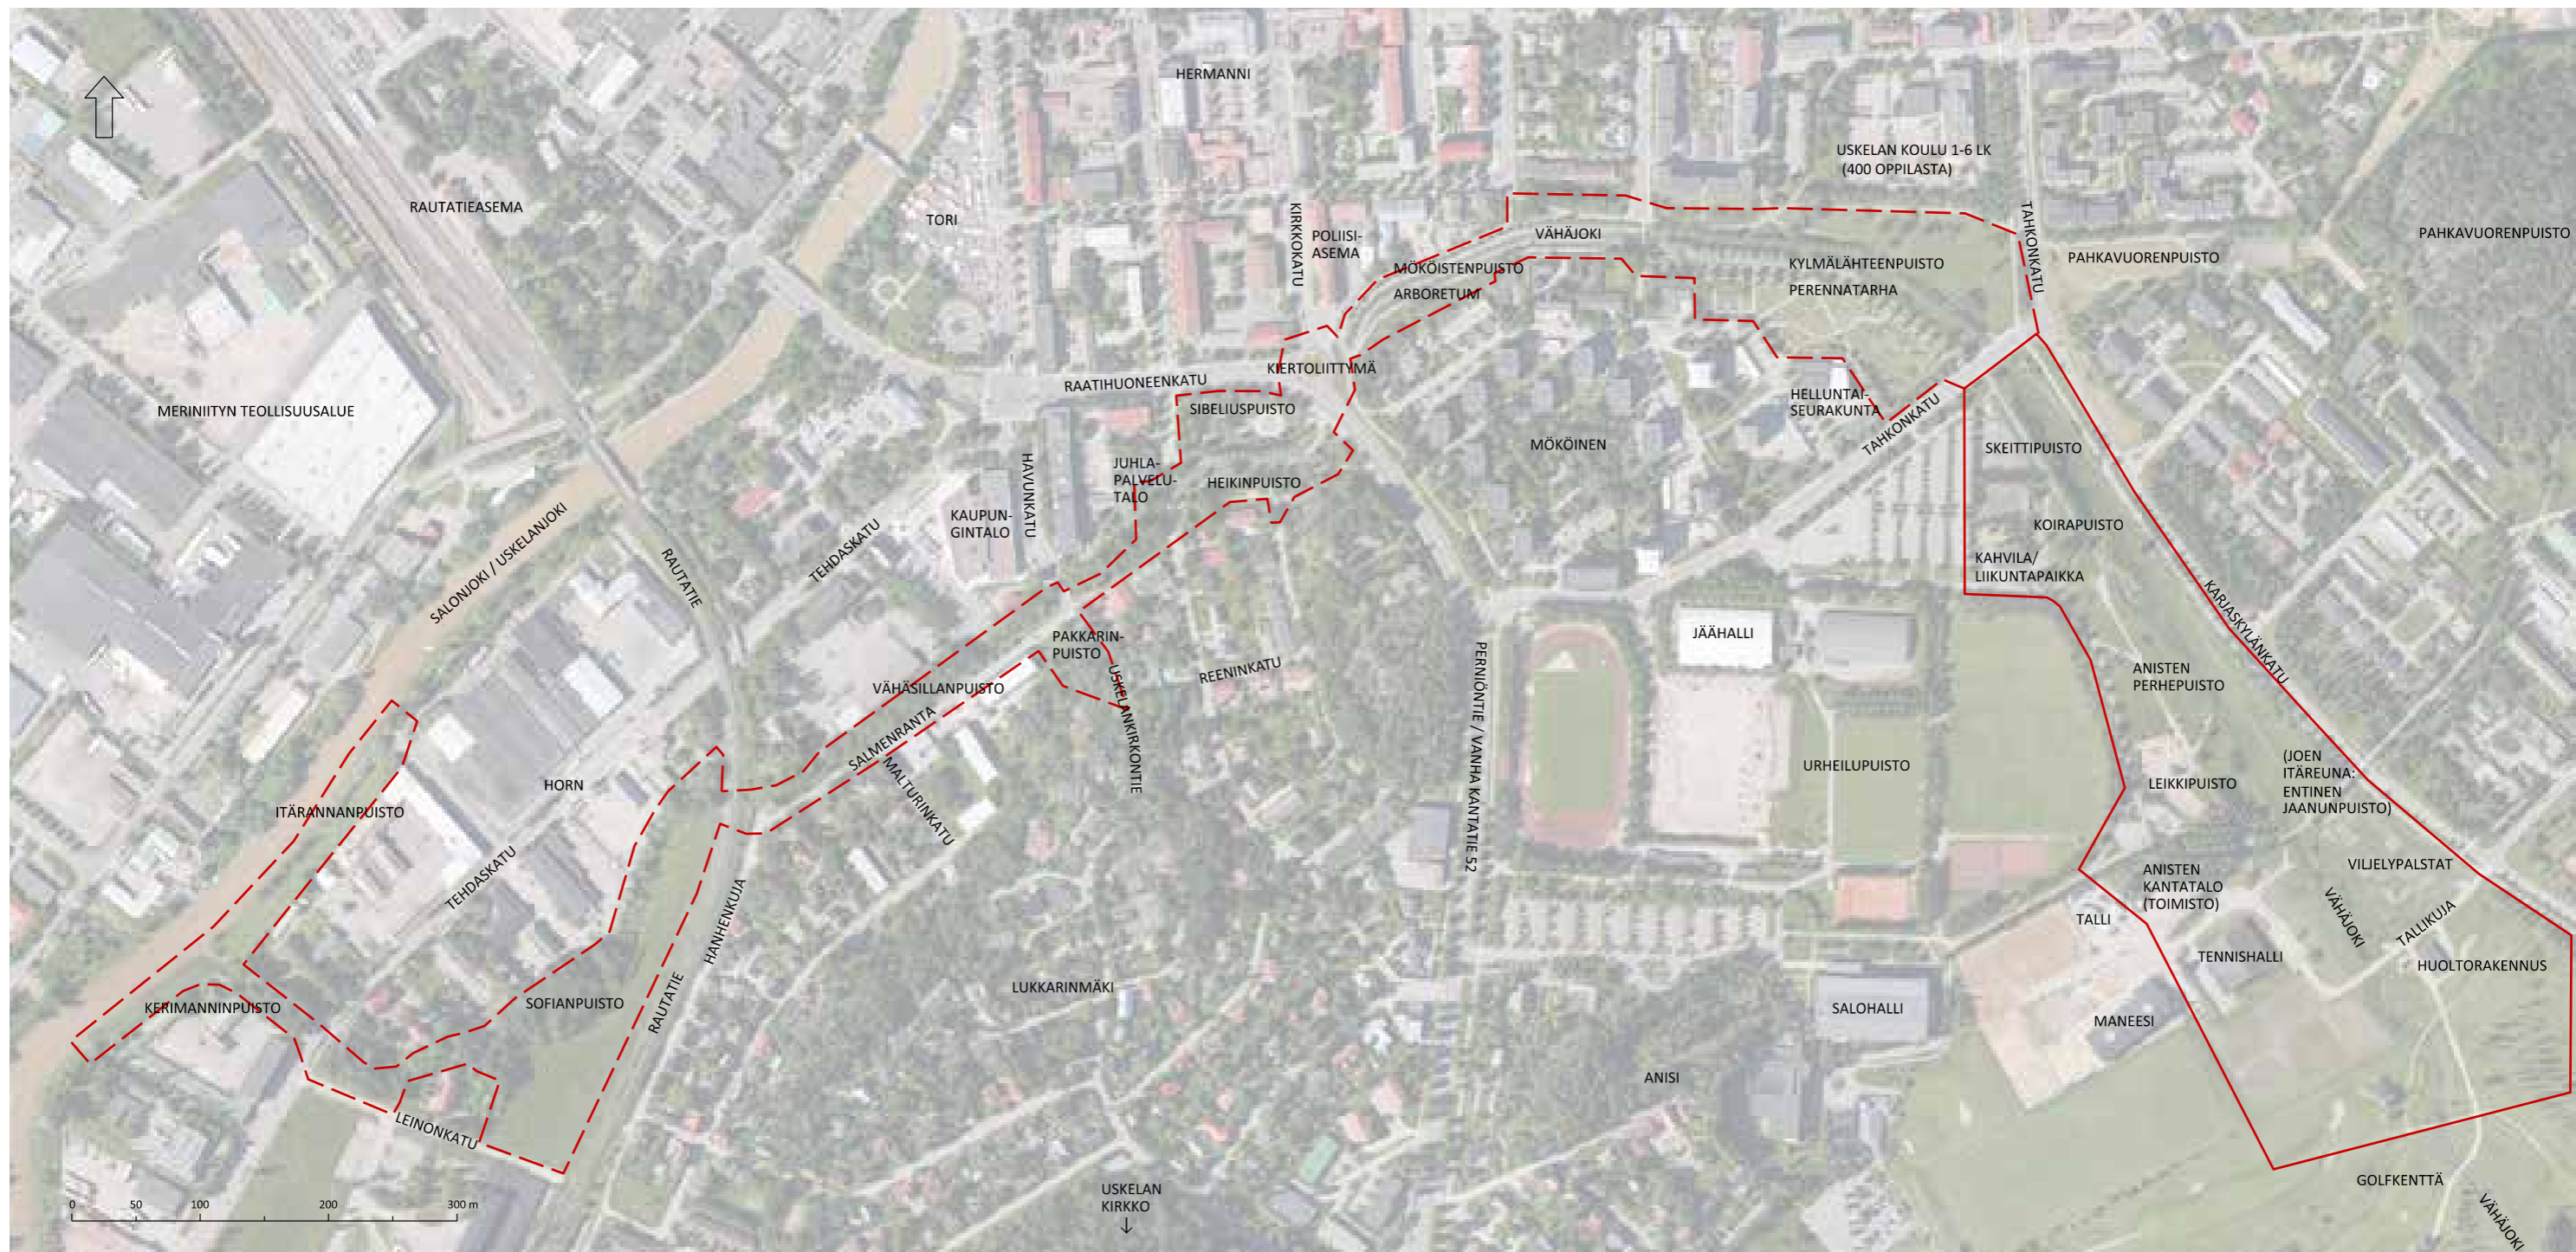 HERMANNI
USKELAN KOULU 1-6 LK
(400 OPPILASTA)
RAUTATIEASEMA
TORI
KIRKKOKATU
POLIISI-
ASEMA
VÄHÄJOKI
TAHKONKATU
PAHKAVUORENPUISTO
PAHKAVUORENPUISTO
MÖKÖISTENPUISTO
ARBORETUM
KYLMÄLÄHTEENPUISTO
PERENNATARHA
KIERTOLIITTYMÄ
RAATIHUONEENKATU
SIBELIUSPUISTO
MERINIITYN TEOLLISUUSALUE
HELLUNTAI-
SEURAKUNTA
TAHKONKATU
MÖKÖINEN
SKEITTIPUISTO
HAVUNKATU
JUHLA-
PALVELU-
TALO
HEIKINPUISTO
KAUPUN-
GINTALO
TEHDASKATU
KOIRAPUISTO
SALONJOKI / USKELANJOKI
RAUTATIE
KAHVILA/
LIIKUNTAPAIKKA
KARJASKYLÄNKATU
PAKKARIN-
PUISTO
JÄÄHALLI
REENINKATU
USKELANKIRKONTIE
VÄHÄSILLANPUISTO
ANISTEN
PERHEPUISTO
SALMENRANTA
PERNIÖNTIE / VANHA KANTATIE 52
MALTURINKATU
URHEILUPUISTO
HORN
LEIKKIPUISTO
(JOEN
ITÄREUNA:
ENTINEN
JAANUNPUISTO)
ITÄRANNANPUISTO
TEHDASKATU
VILJELYPALSTAT
ANISTEN
KANTATALO
(TOIMISTO)
HANHENKUJA
TALLI
VÄHÄJOKI
TALLIKUJA
TENNISHALLI
HUOLTORAKENNUS
LUKKARINMÄKI
KERIMANNINPUISTO
SOFIANPUISTO
RAUTATIE
SALOHALLI
MANEESI
ANISI
LEINONKATU
USKELAN
KIRKKO
GOLFKENTTÄ
VÄHÄJOKI
0 50 100 200 300 m